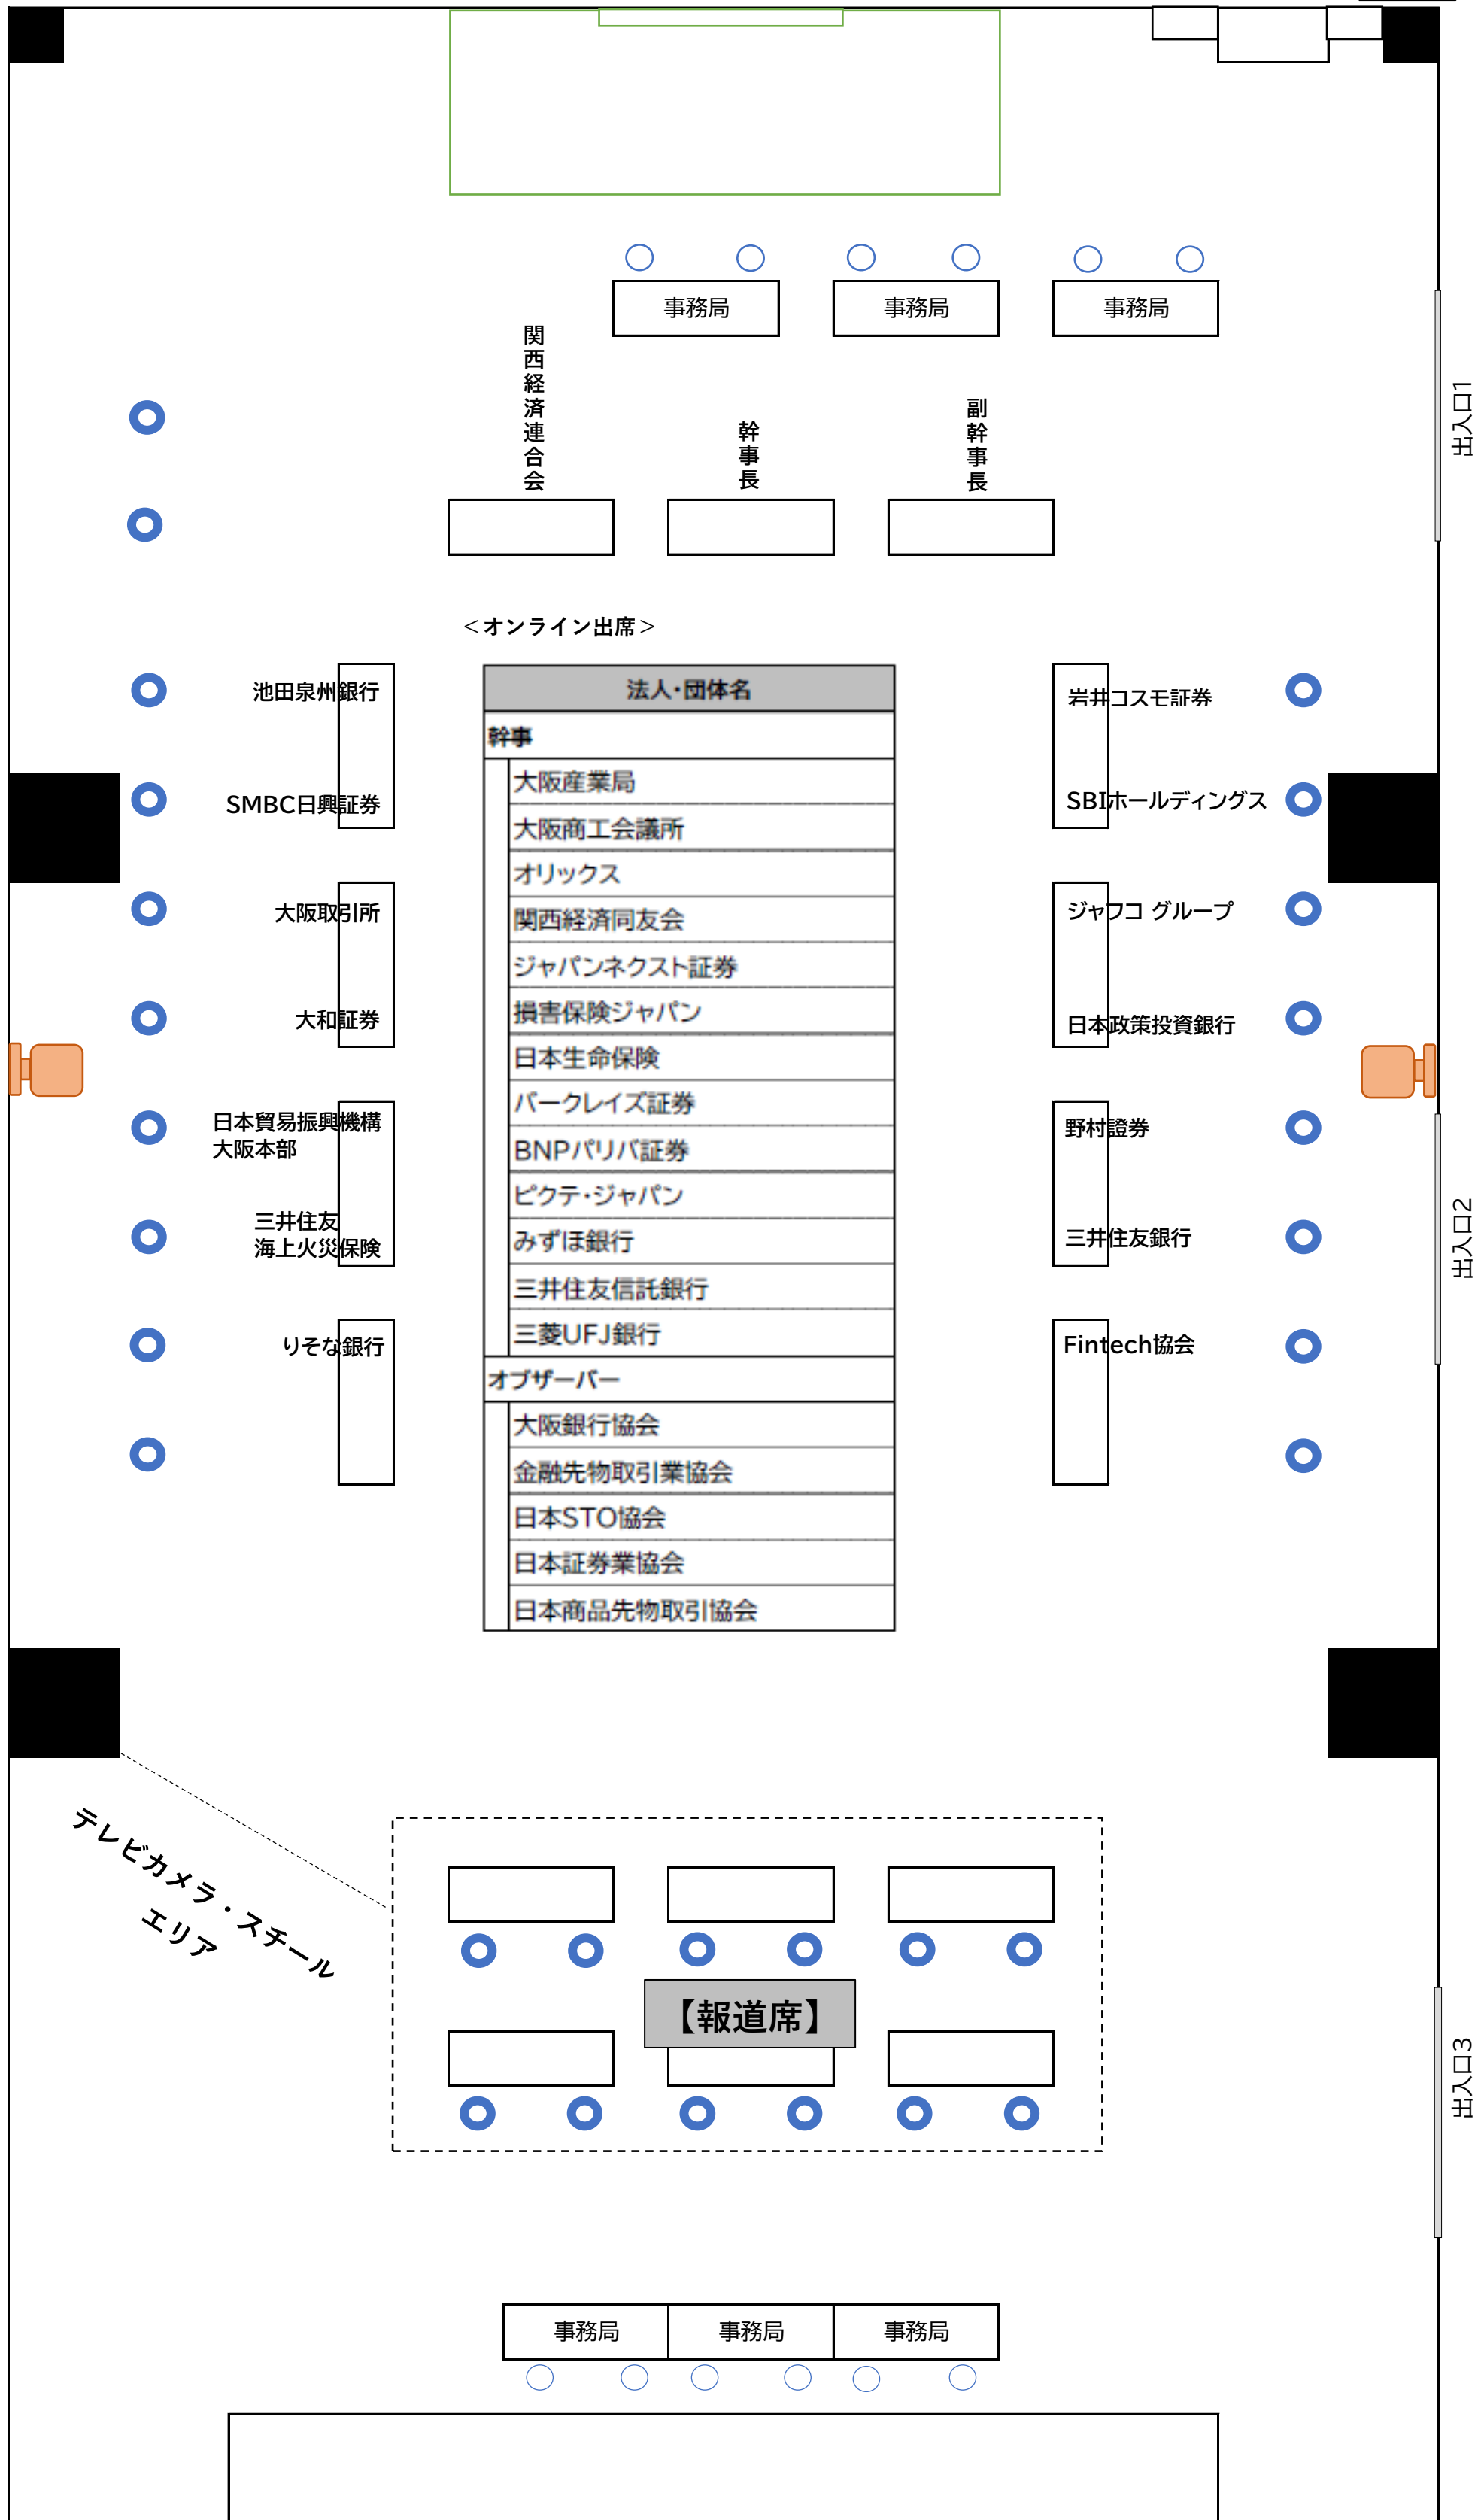 事務局
事務局
事務局
関西経済連合会
幹事長
副幹事長
出入口1
＜オンライン出席＞
池田泉州銀行
SMBC日興証券
大阪取引所
大和証券
日本貿易振興機構
大阪本部
三井住友
海上火災保険
りそな銀行
法人・団体名
幹事
大阪産業局
大阪商工会議所
オリックス
関西経済同友会
ジャパンネクスト証券
損害保険ジャパン
日本生命保険
バークレイズ証券
BNPパリバ証券
ピクテ・ジャパン
みずほ銀行
三井住友信託銀行
三菱UFJ銀行
オブザーバー
大阪銀行協会
金融先物取引業協会
日本STO協会
日本証券業協会
日本商品先物取引協会
岩井コスモ証券
SBIホールディングス
ジャフコ グループ
日本政策投資銀行
野村證券
三井住友銀行
Fintech協会
出入口2
テレビカメラ・スチール
エリア
【報道席】
出入口3
事務局
事務局
事務局